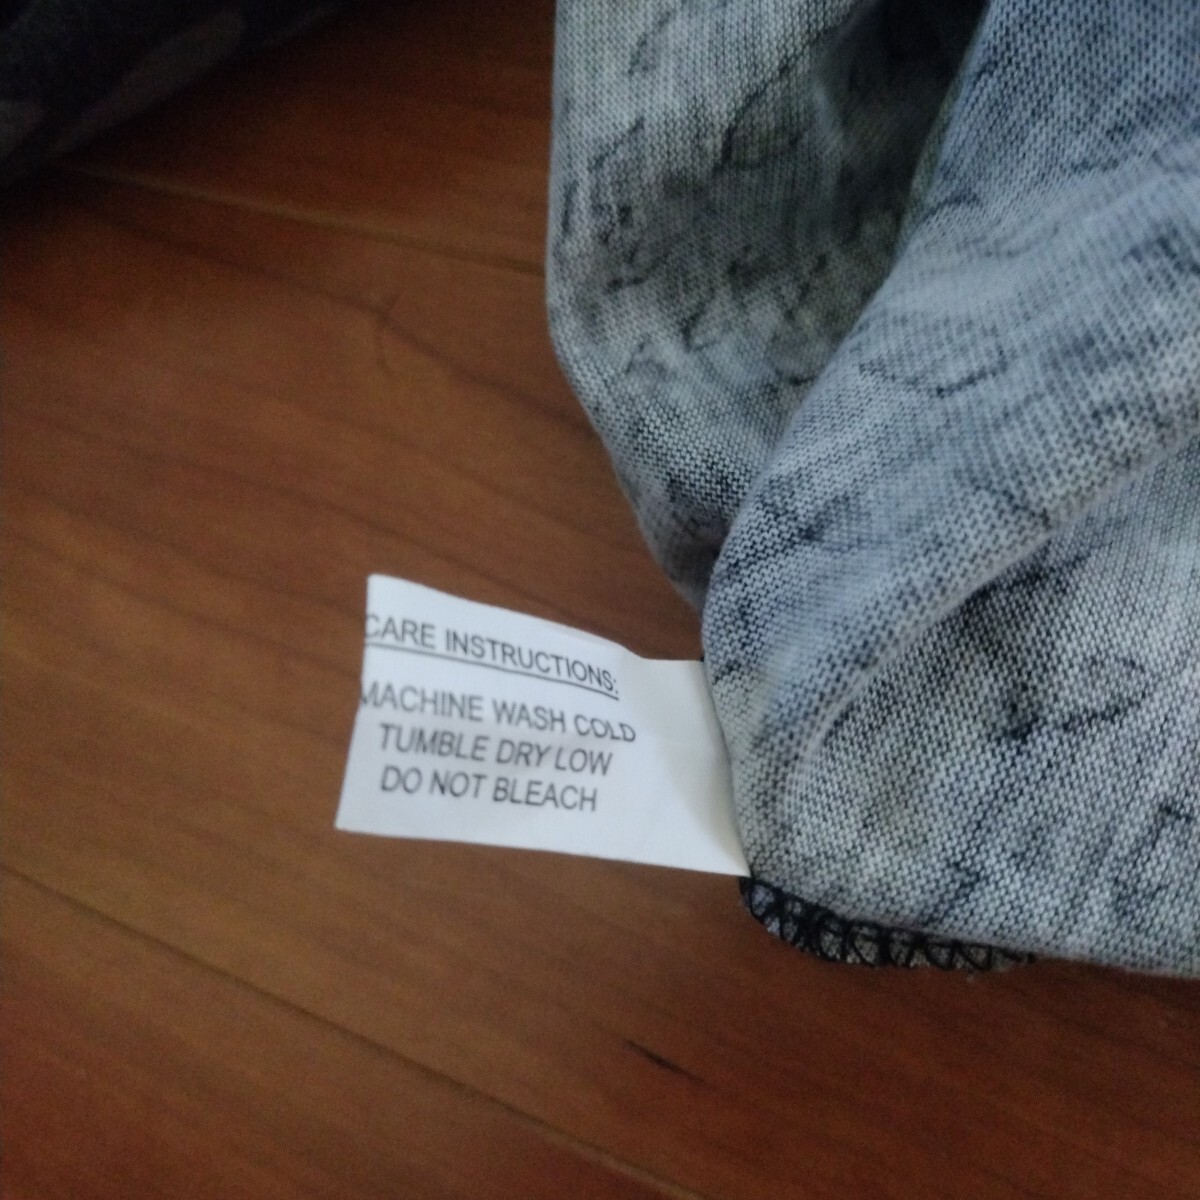 CARE INSTRUCTIONS:
MACHINE WASH COLD
TUMBLE DRY LOW
DO NOT BLEACH